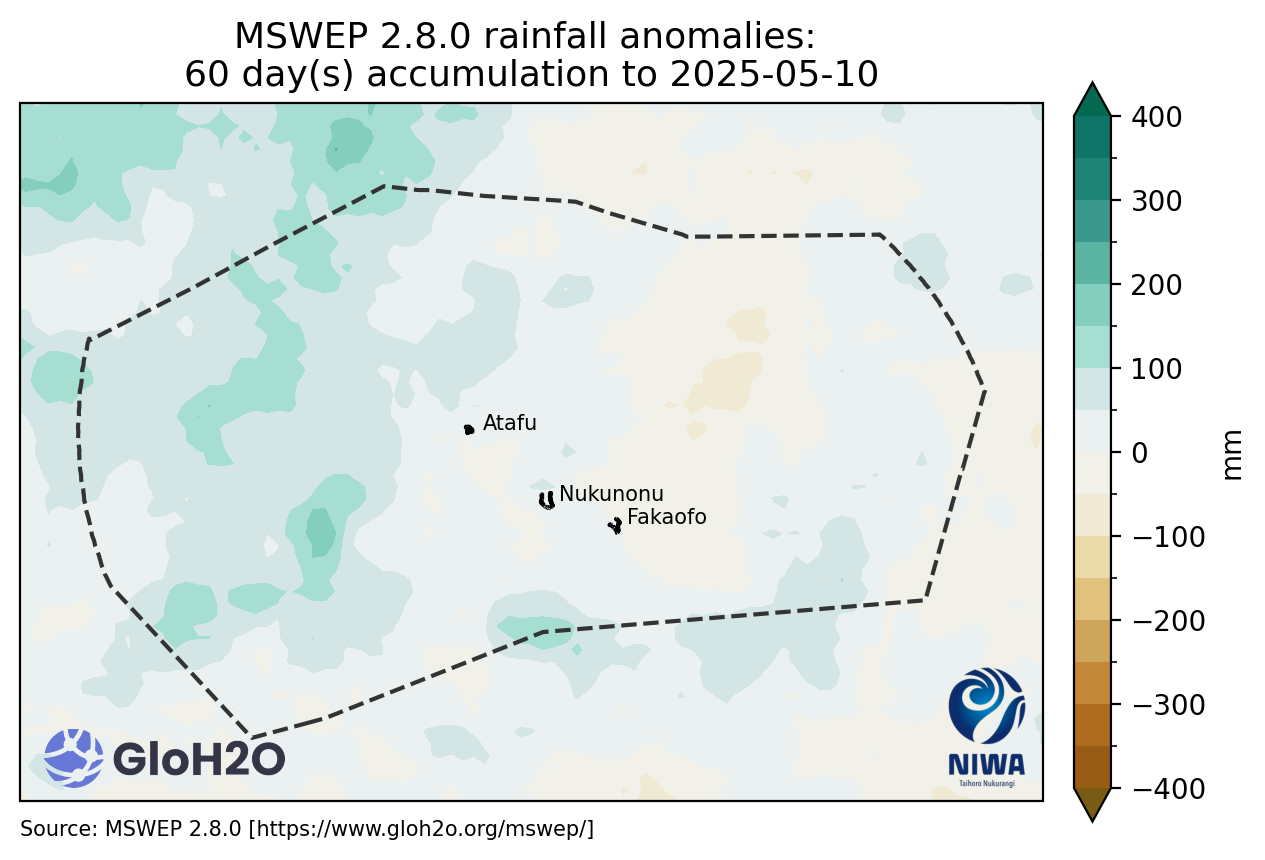 MSWEP 2.8.0 rainfall anomalies:
60 day(s) accumulation to 2025-05-10
400
300
200
100
0
−100
−200
−300
−400
mm
Atafu
Nukunonu
Fakaofo
GloH2O
NIWA
Taihoro Nukurangi
Source: MSWEP 2.8.0 [https://www.gloh2o.org/mswep/]